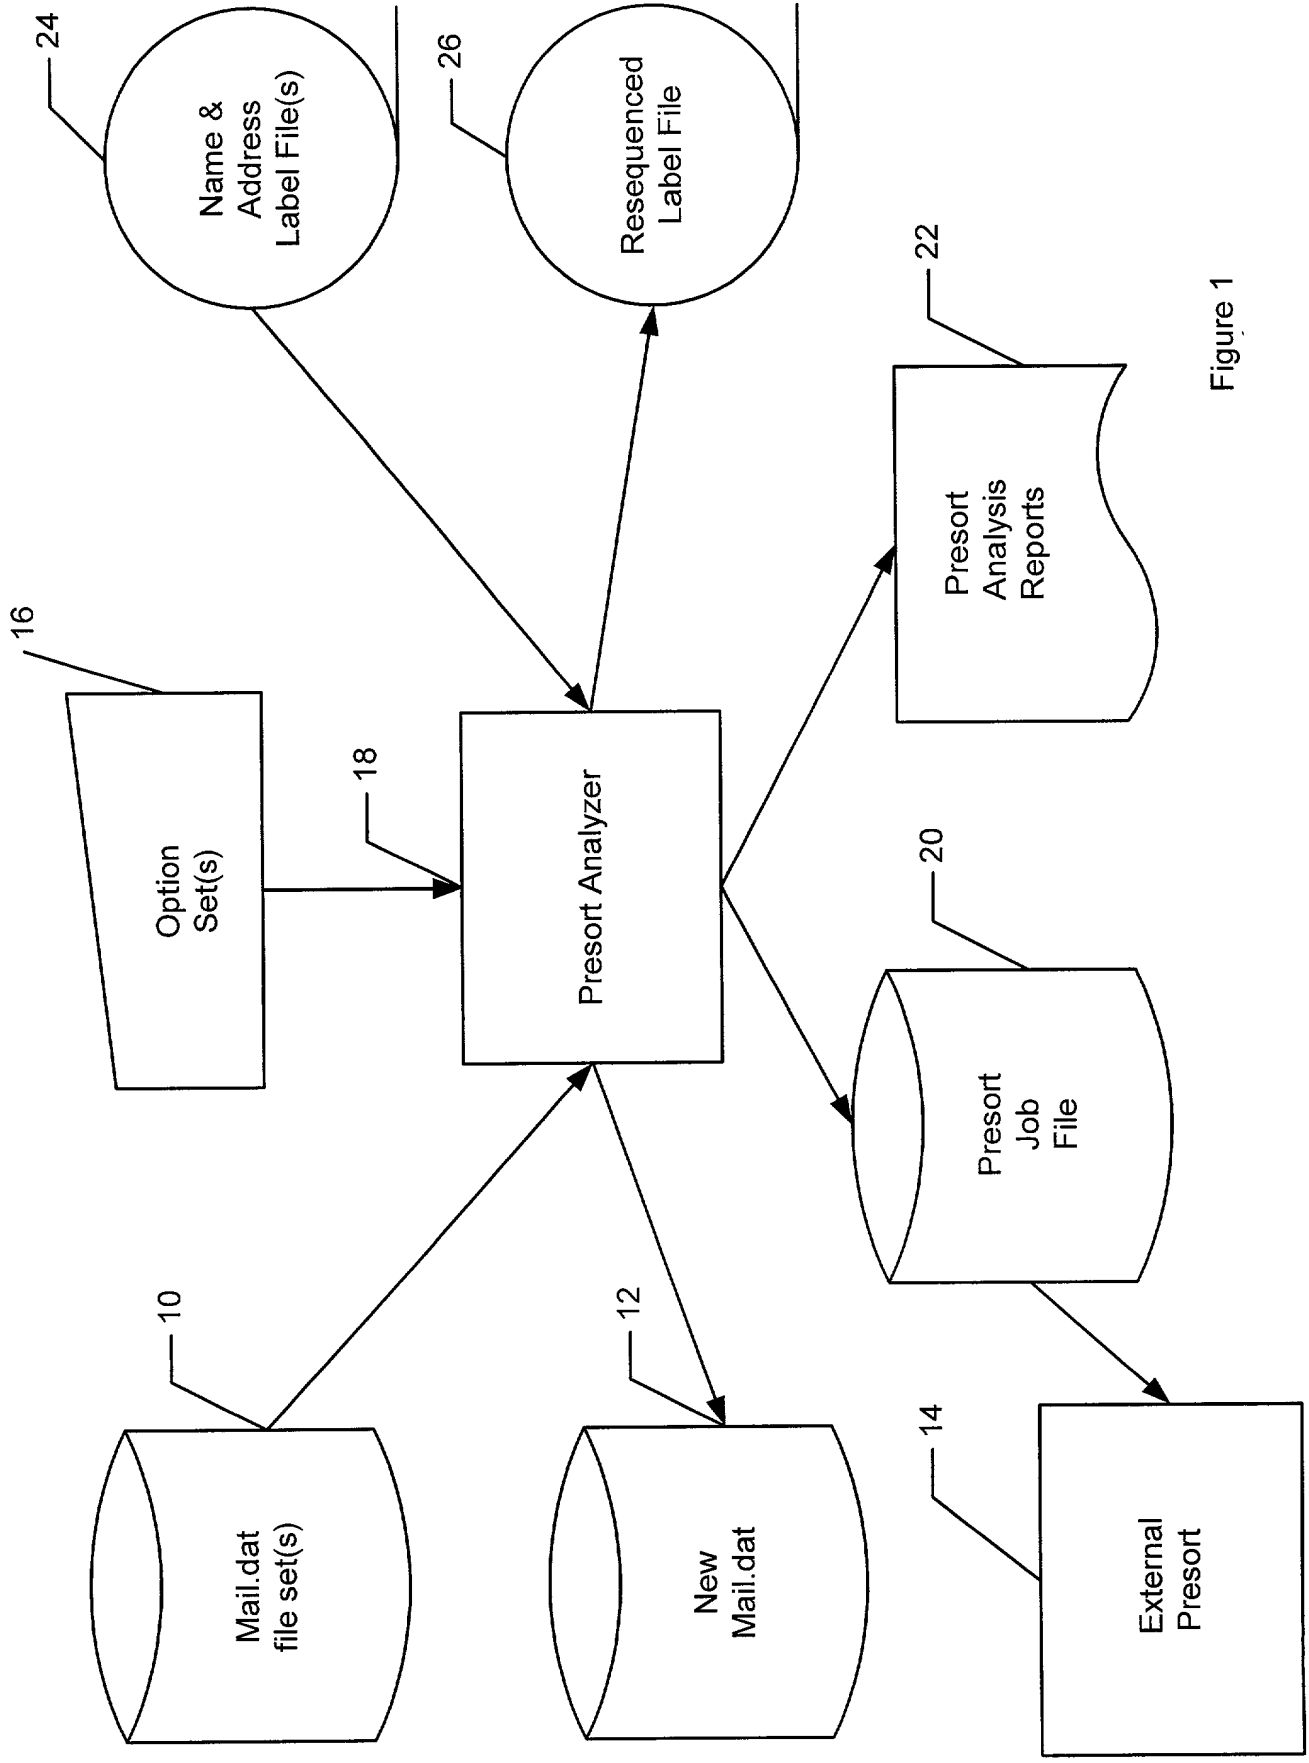 10
Mail.dat
file set(s)
16
Option
Set(s)
24
Name &
Address
Label File(s)
18
Presort Analyzer
12
New
Mail.dat
26
Resequenced
Label File
14
External
Presort
20
Presort
Job
File
22
Presort
Analysis
Reports
Figure 1